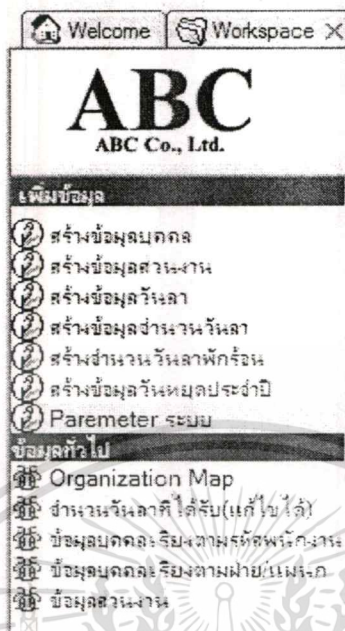 Welcome Workspace
ABC
ABC Co., Ltd.
เพิ่มข้อมูล
สร้างข้อมูลบุคคล
สร้างข้อมูลส่วนงาน
สร้างข้อมูลวันลา
สร้างข้อมูลจำนวนวันลา
สร้างจำนวนวันลาพักร้อน
สร้างข้อมูลวันหยุดประจำปี
Paremeter ระบบ
ข้อมูลทั่วไป
Organization Map
จำนวนวันลาที่ได้รับ(แก้ไขได้)
ข้อมูลบุคคลเรียงตามรหัสพนักงาน
ข้อมูลบุคคลเรียงตามฝ่าย/แผนก
ข้อมูลส่วนงาน